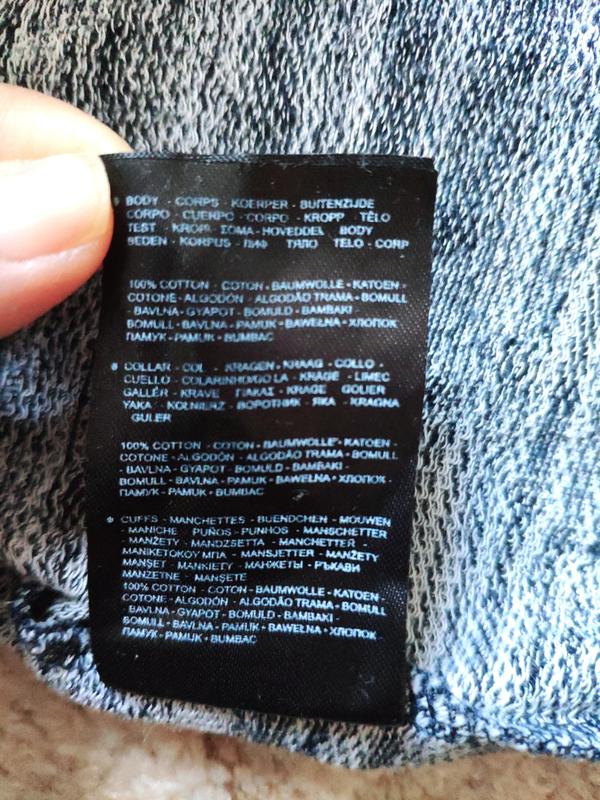 BODY - CORPS - KOERPER - BUITENZIJDE
CORPO - CUERPO - CORPO - KROPP - TĚLO
TEST - KROP - ΣΩΜΑ - HOVEDDEL BODY
BEDEN - KORPUS - ТЯЛО - TELO - CORP
100% COTTON - COTON - BAUMWOLLE - KATOEN -
COTONE - ALGODÓN - ALGODÃO TRAMA - BOMULL
- BAVLNA - GYAPOT - BOMULD - BAMBAKI -
BOMULL - BAVLNA - PAMUK - BAWEŁNA - ХЛОПОК
ПАМУК - PAMUK - BUMBAC
COLLAR - COL - KRAGEN - KRAAG - COLLO -
CUELLO - COLARINHO/GOLA - KRAGE - LIMEC
GALLÉR - KRAVE - KRAGE GOLIER
YAKA - KOLNIERZ - ВОРОТНИК - ЯКА - KRAGNA
GULER
100% COTTON - COTON - BAUMWOLLE - KATOEN -
COTONE - ALGODÓN - ALGODÃO TRAMA - BOMULL
- BAVLNA - GYAPOT - BOMULD - BAMBAKI -
BOMULL - BAVLNA - PAMUK - BAWEŁNA - ХЛОПОК
ПАМУК - PAMUK - BUMBAC
CUFFS - MANCHETTES - BUENDCHEN - MOUWEN
- MANICHE PUÑOS - PUNHOS - MANSCHETTER
- MANŽETY - MANDZSETTA - MANCHETTER -
MANIKETOKOYMΠA - MANSJETTER - MANŽETY
MANŞET - MANKIETY - МАНЖЕТЫ - РЪКАВИ
MANZETNE - MANŞETE
100% COTTON - COTON - BAUMWOLLE - KATOEN -
COTONE - ALGODÓN - ALGODÃO TRAMA - BOMULL
- BAVLNA - GYAPOT - BOMULD - BAMBAKI -
BOMULL - BAVLNA - PAMUK - BAWEŁNA - ХЛОПОК
ПАМУК - PAMUK - BUMBAC